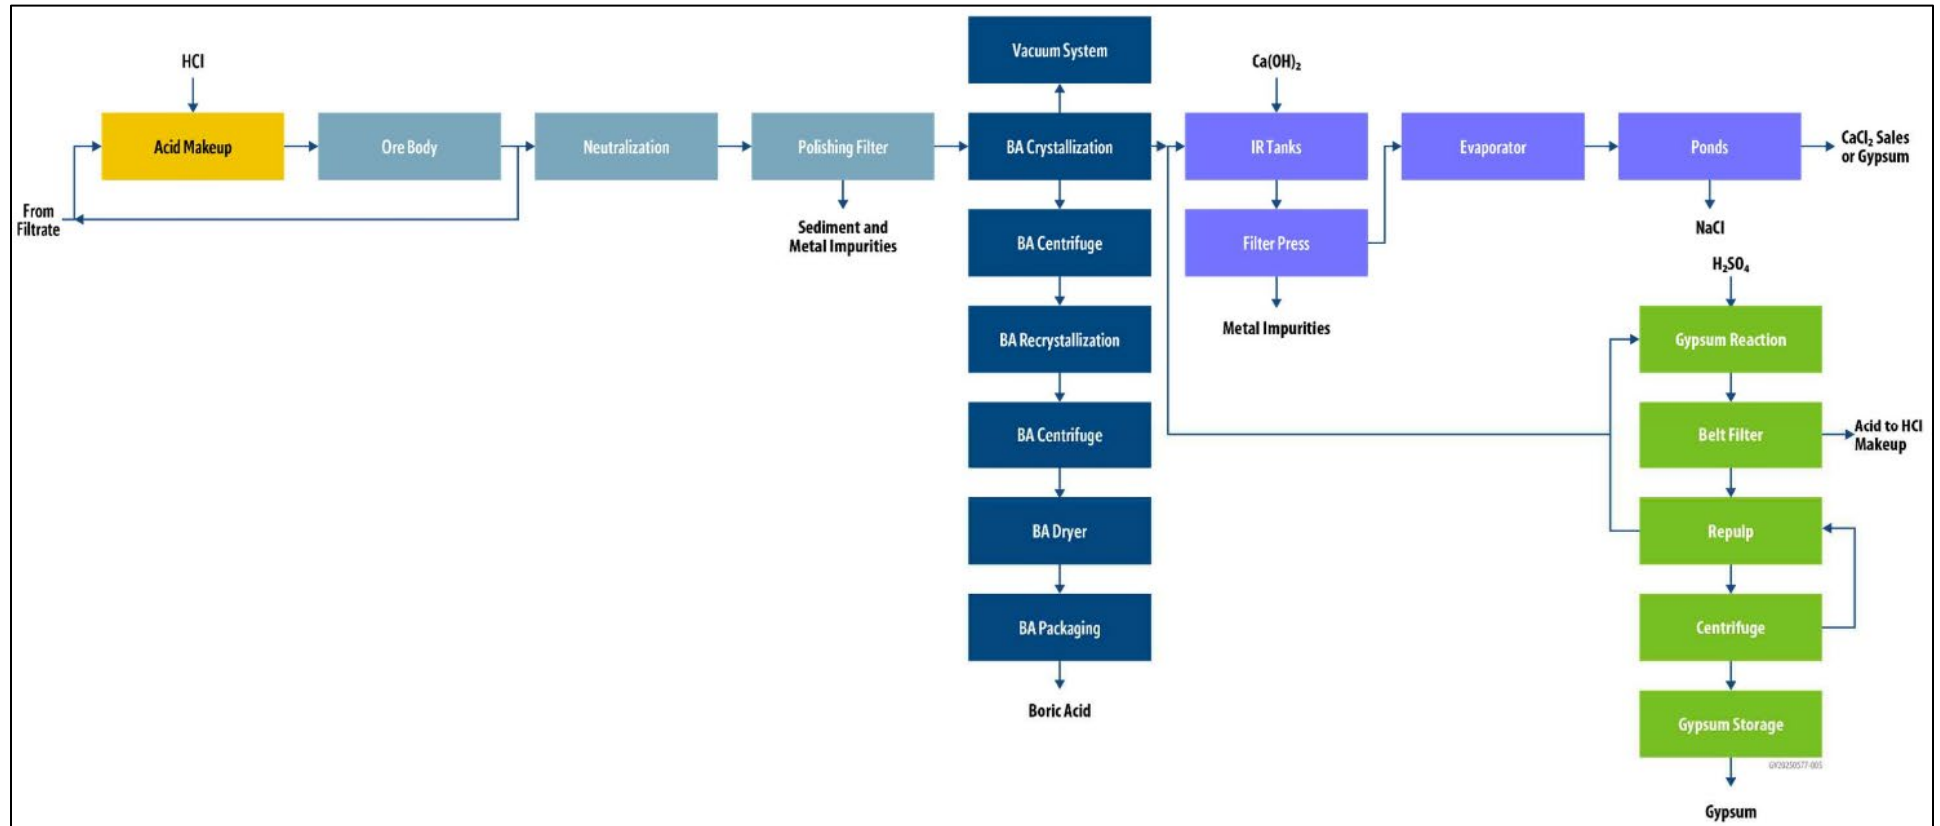 Vacuum System
HCl
Ca(OH)₂
Acid Makeup
Ore Body
Neutralization
Polishing Filter
BA Crystallization
IR Tanks
Evaporator
Ponds
CaCl₂ Sales
or Gypsum
From
Filtrate
Sediment and
Metal Impurities
BA Centrifuge
Filter Press
NaCl
H₂SO₄
Metal Impurities
BA Recrystallization
Gypsum Reaction
BA Centrifuge
Belt Filter
Acid to HCl
Makeup
BA Dryer
Repulp
BA Packaging
Centrifuge
Boric Acid
Gypsum Storage
GV20250577-005
Gypsum